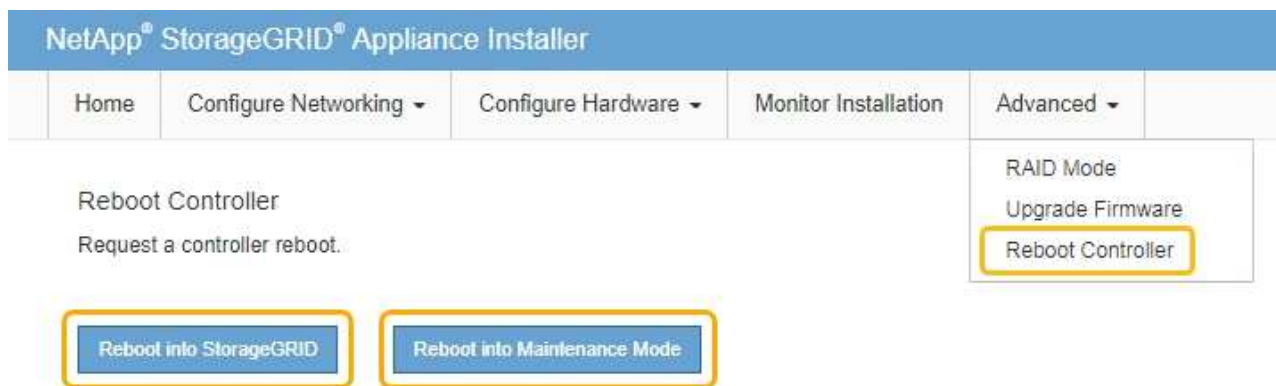 NetApp® StorageGRID® Appliance Installer
Home Configure Networking Configure Hardware Monitor Installation Advanced
RAID Mode
Upgrade Firmware
Reboot Controller
Reboot Controller
Request a controller reboot.
Reboot into StorageGRID Reboot into Maintenance Mode